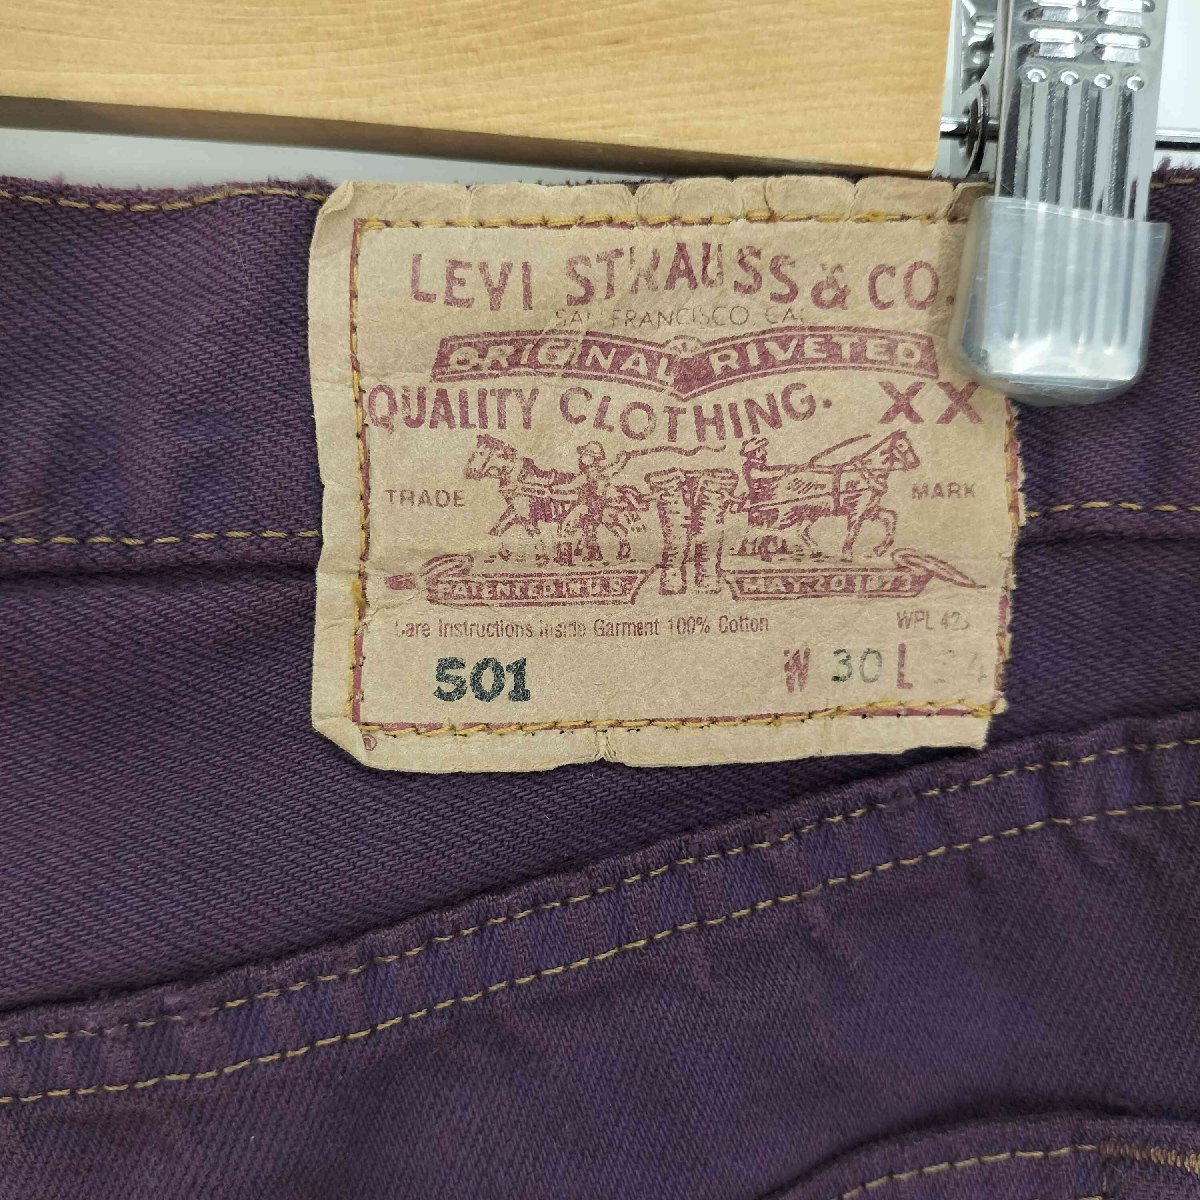 LEVI STRAUSS & CO.
SAN FRANCISCO CAL
ORIGINAL RIVETED
QUALITY CLOTHING. XX
TRADE MARK
PATENTED IN U.S. MAY 20 1873
Care Instructions Inside Garment 100% Cotton WPL 423
501 W 30 L 34
®